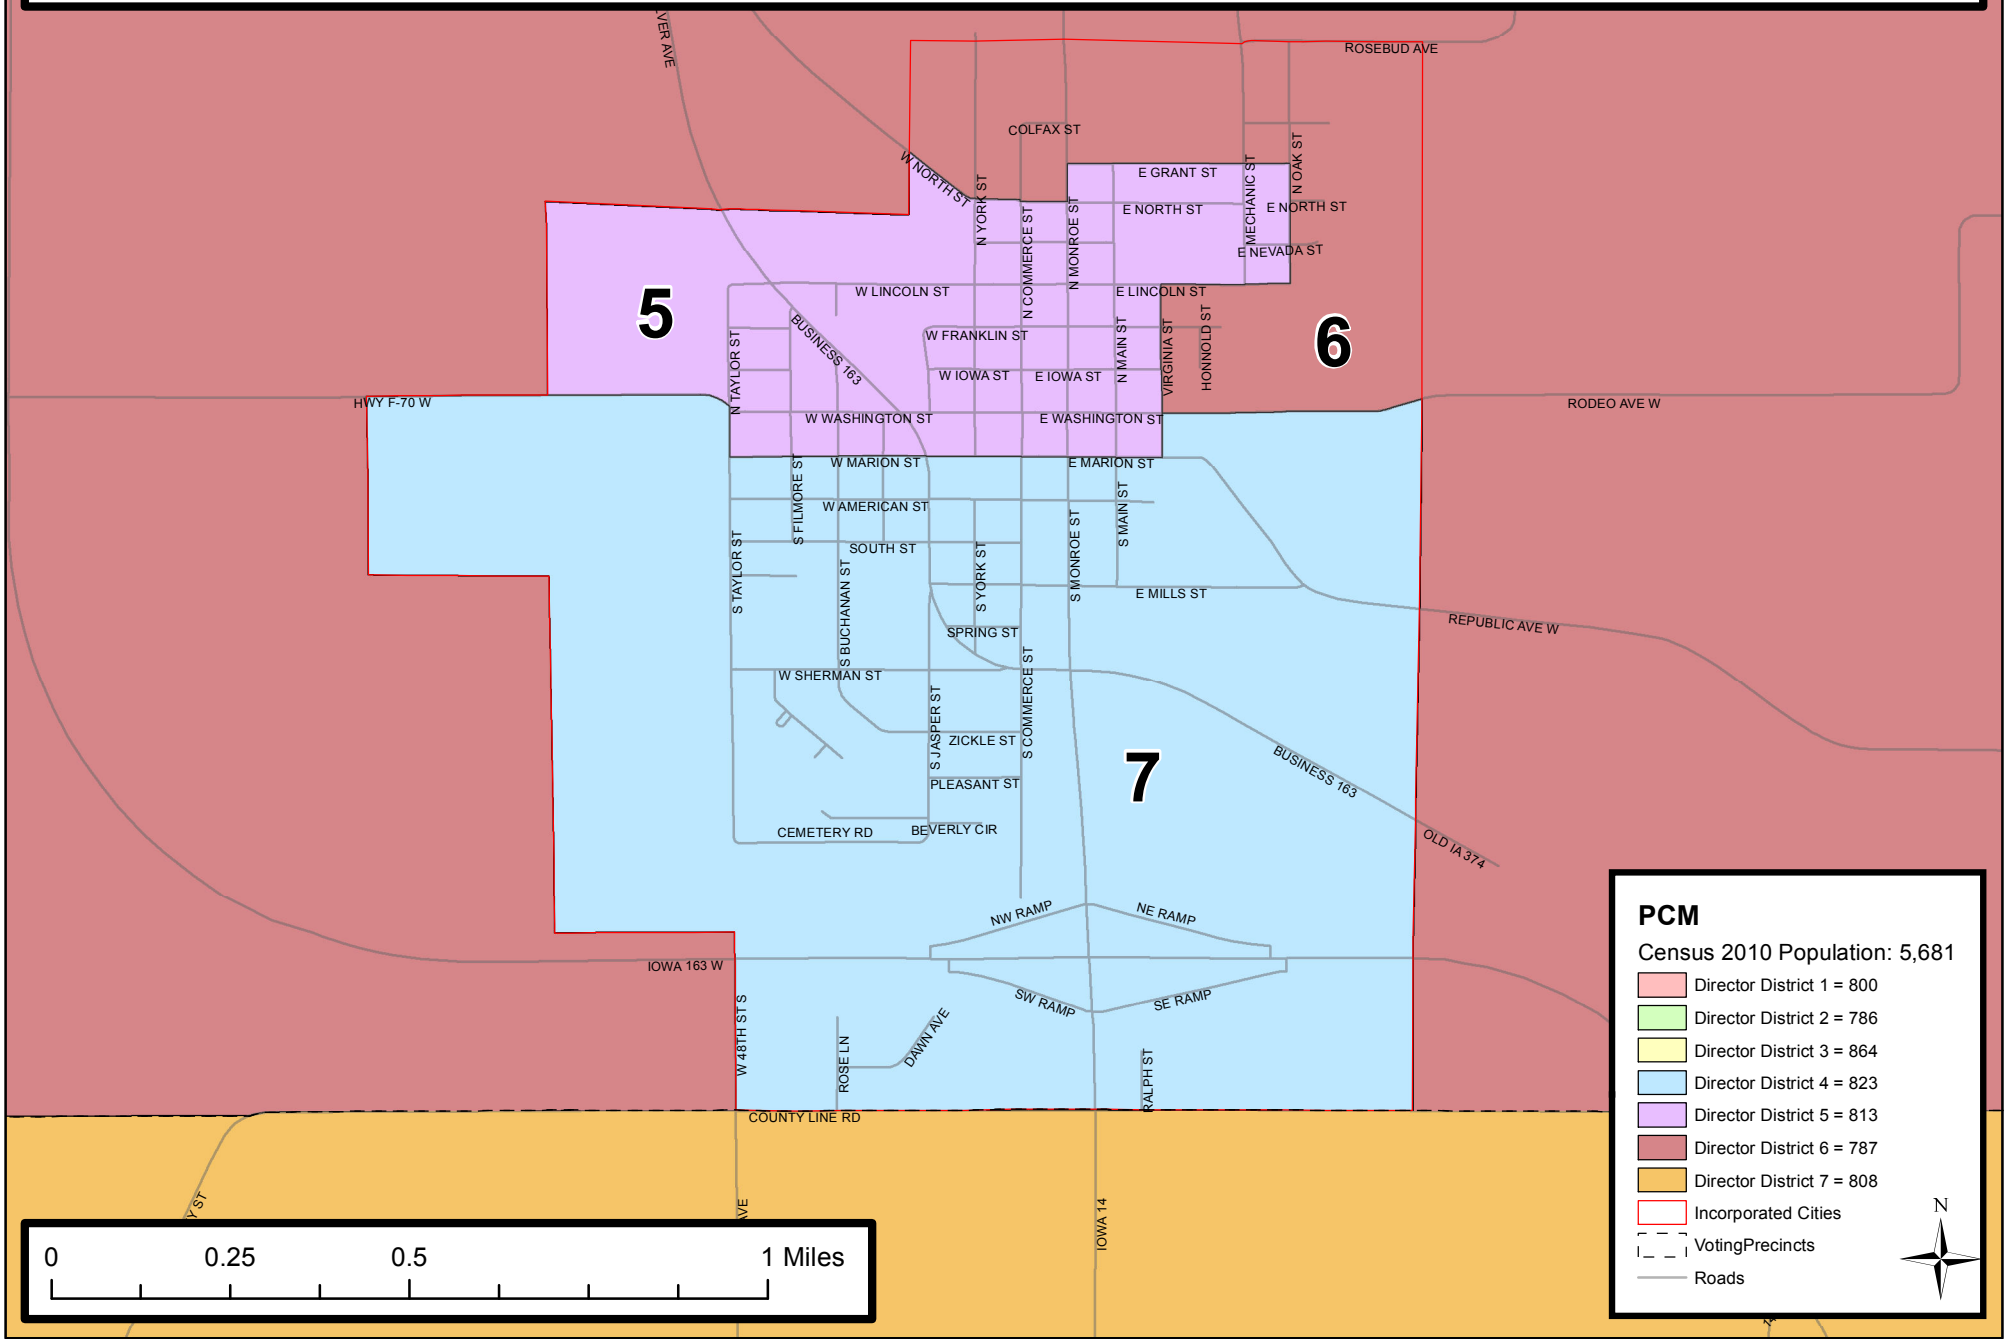 LVER AVE
ROSEBUD AVE
COLFAX ST
W NORTH ST
N YORK ST
E GRANT ST
MECHANIC ST
N OAK ST
E NORTH ST
E NORTH ST
N COMMERCE ST
N MONROE ST
E NEVADA ST
W LINCOLN ST
E LINCOLN ST
5
BUSINESS 163
W FRANKLIN ST
N TAYLOR ST
N MAIN ST
VIRGINIA ST
HONNOLD ST
6
W IOWA ST
E IOWA ST
HWY F-70 W
RODEO AVE W
W WASHINGTON ST
E WASHINGTON ST
W MARION ST
E MARION ST
S FILMORE ST
W AMERICAN ST
S MAIN ST
SOUTH ST
S TAYLOR ST
S BUCHANAN ST
S YORK ST
S MONROE ST
E MILLS ST
REPUBLIC AVE W
SPRING ST
W SHERMAN ST
S COMMERCE ST
S JASPER ST
ZICKLE ST
7
BUSINESS 163
PLEASANT ST
CEMETERY RD
BEVERLY CIR
OLD IA 374
NW RAMP
NE RAMP
IOWA 163 W
SW RAMP
SE RAMP
W 48TH ST S
ROSE LN
DAWN AVE
RALPH ST
COUNTY LINE RD
Y ST
AVE
IOWA 14
0 0.25 0.5 1 Miles
PCM
Census 2010 Population: 5,681
Director District 1 = 800
Director District 2 = 786
Director District 3 = 864
Director District 4 = 823
Director District 5 = 813
Director District 6 = 787
Director District 7 = 808
Incorporated Cities
VotingPrecincts
Roads
N